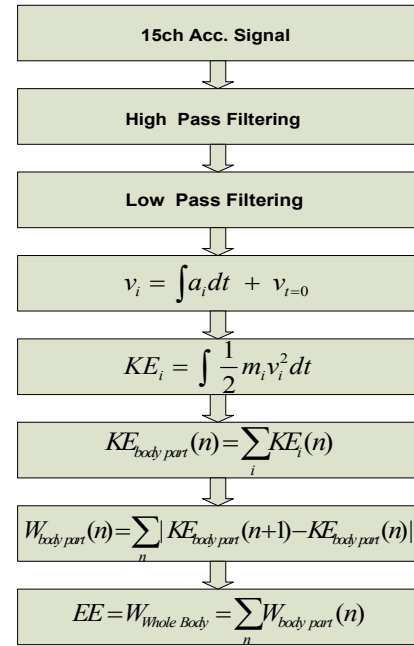 15ch Acc. Signal
High Pass Filtering
Low Pass Filtering
v_i = ∫a_i dt + v_{t=0}
KE_i = ∫ 1/2 m_i v_i^2 dt
KE_{body part}(n) = ∑_i KE_i(n)
W_{body part}(n) = ∑_n |KE_{body part}(n+1) − KE_{body part}(n)|
EE = W_{Whole Body} = ∑_n W_{body part}(n)